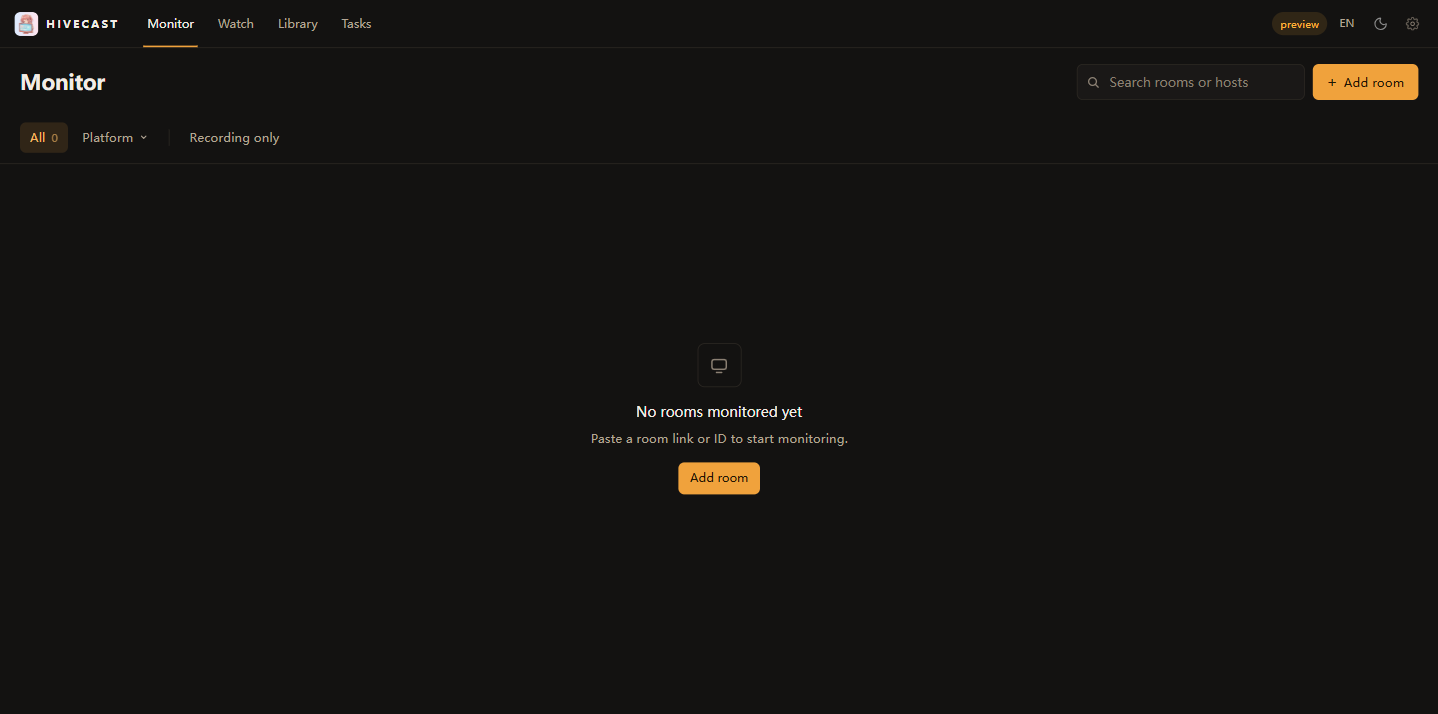 HIVECAST Monitor Watch Library Tasks preview EN
Monitor Search rooms or hosts + Add room
All 0 Platform Recording only
No rooms monitored yet
Paste a room link or ID to start monitoring.
Add room